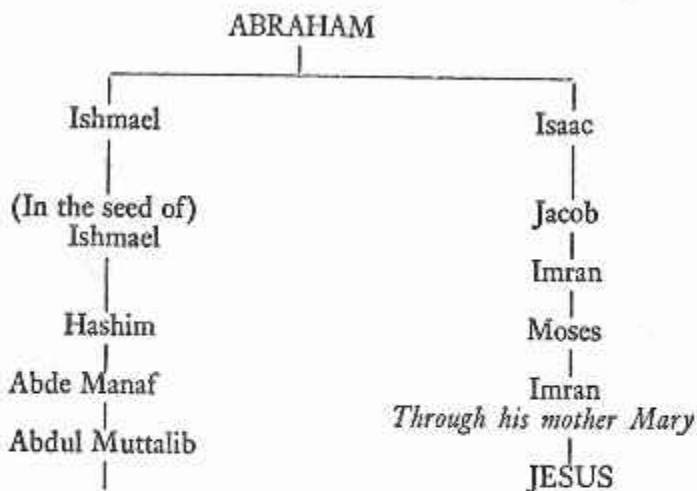 ABRAHAM
Ishmael
Isaac
(In the seed of)
Ishmael
Jacob
Imran
Hashim
Moses
Abde Manaf
Imran
Through his mother Mary
Abdul Muttalib
JESUS